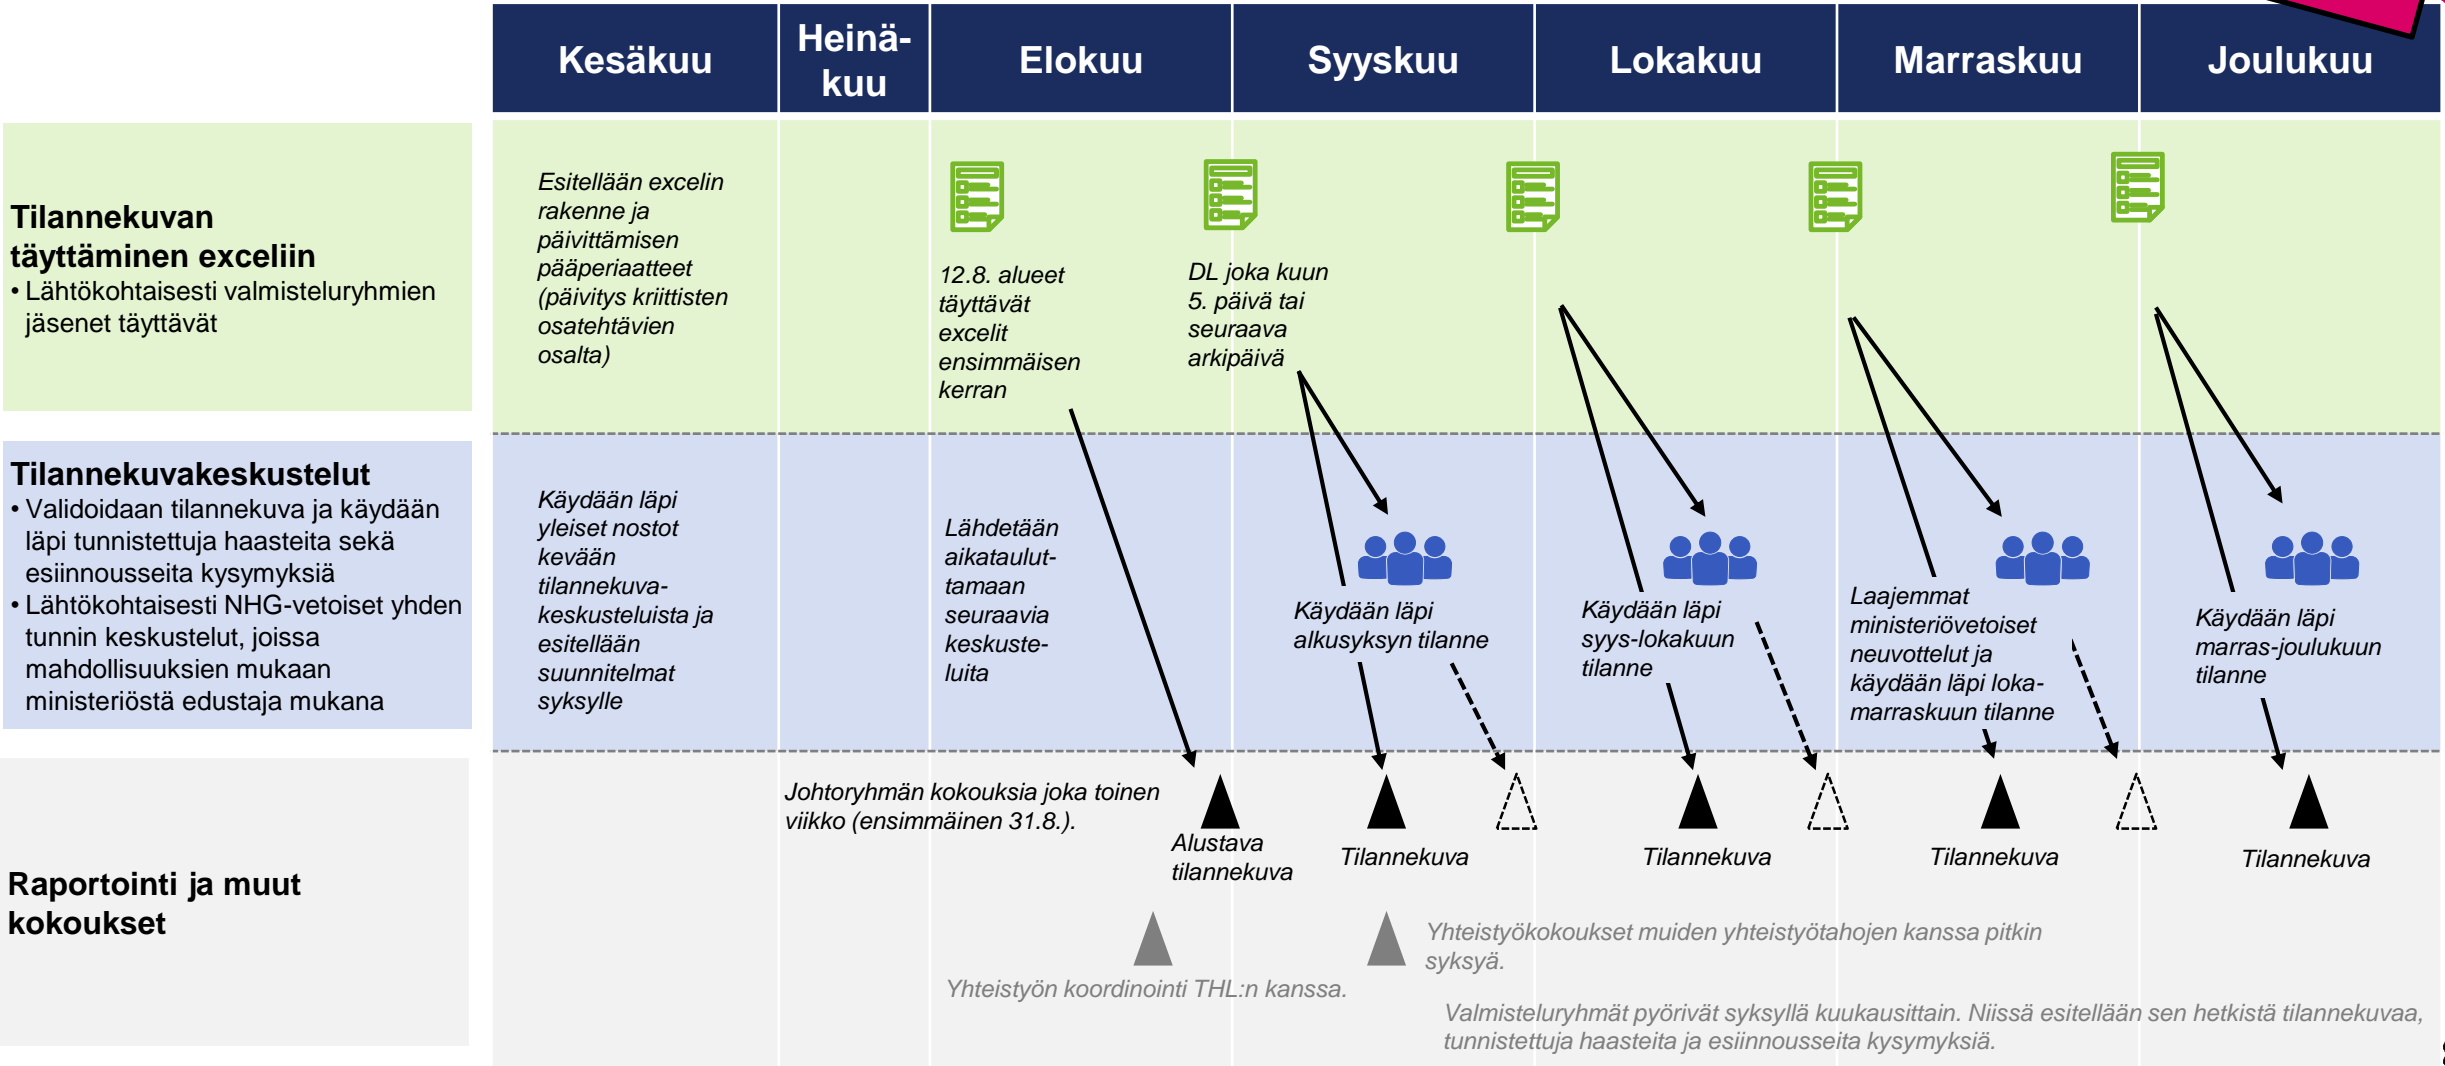 Kesäkuu
Heinä-
kuu
Elokuu
Syyskuu
Lokakuu
Marraskuu
Joulukuu
Tilannekuvan
täyttäminen exceliin
• Lähtökohtaisesti valmisteluryhmien
jäsenet täyttävät
Esitellään excelin
rakenne ja
päivittämisen
pääperiaatteet
(päivitys kriittisten
osatehtävien
osalta)
12.8. alueet
täyttävät
excelit
ensimmäisen
kerran
DL joka kuun
5. päivä tai
seuraava
arkipäivä
Tilannekuvakeskustelut
• Validoidaan tilannekuva ja käydään
läpi tunnistettuja haasteita sekä
esiinnousseita kysymyksiä
• Lähtökohtaisesti NHG-vetoiset yhden
tunnin keskustelut, joissa
mahdollisuuksien mukaan
ministeriöstä edustaja mukana
Käydään läpi
yleiset nostot
kevään
tilannekuva-
keskusteluista ja
esitellään
suunnitelmat
syksylle
Lähdetään
aikataulut-
tamaan
seuraavia
keskuste-
luita
Käydään läpi
alkusyksyn tilanne
Käydään läpi
syys-lokakuun
tilanne
Laajemmat
ministeriövetoiset
neuvottelut ja
käydään läpi loka-
marraskuun tilanne
Käydään läpi
marras-joulukuun
tilanne
Raportointi ja muut
kokoukset
Johtoryhmän kokouksia joka toinen
viikko (ensimmäinen 31.8.).
Alustava
tilannekuva
Tilannekuva
Tilannekuva
Tilannekuva
Tilannekuva
Yhteistyön koordinointi THL:n kanssa.
Yhteistyökokoukset muiden yhteistyötahojen kanssa pitkin
syksyä.
Valmisteluryhmät pyörivät syksyllä kuukausittain. Niissä esitellään sen hetkistä tilannekuvaa,
tunnistettuja haasteita ja esiinnousseita kysymyksiä.